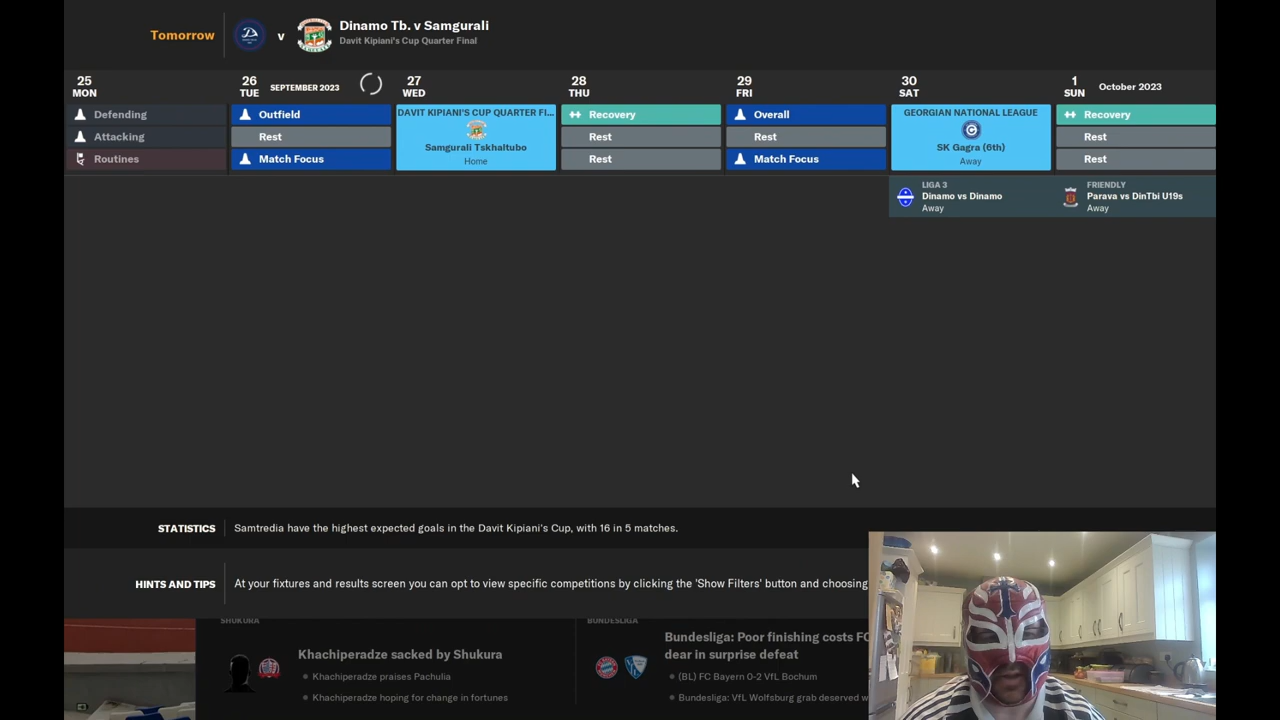 Tomorrow
v
Dinamo Tb. v Samgurali
Davit Kipiani's Cup Quarter Final
25
MON
26
TUE
SEPTEMBER 2023
27
WED
28
THU
29
FRI
30
SAT
1
SUN
October 2023
Defending
Attacking
Routines
Outfield
Rest
Match Focus
DAVIT KIPIANI'S CUP QUARTER FI...
Samgurali Tskhaltubo
Home
Recovery
Rest
Rest
Overall
Rest
Match Focus
GEORGIAN NATIONAL LEAGUE
SK Gagra (6th)
Away
Recovery
Rest
Rest
LIGA 3
Dinamo vs Dinamo
Away
FRIENDLY
Parava vs DinTbi U19s
Away
STATISTICS
Samtredia have the highest expected goals in the Davit Kipiani's Cup, with 16 in 5 matches.
HINTS AND TIPS
At your fixtures and results screen you can opt to view specific competitions by clicking the 'Show Filters' button and choosing
SHUKURA
Khachiperadze sacked by Shukura
Khachiperadze praises Pachulia
Khachiperadze hoping for change in fortunes
BUNDESLIGA
Bundesliga: Poor finishing costs FC
dear in surprise defeat
(BL) FC Bayern 0-2 VfL Bochum
Bundesliga: VfL Wolfsburg grab deserved w